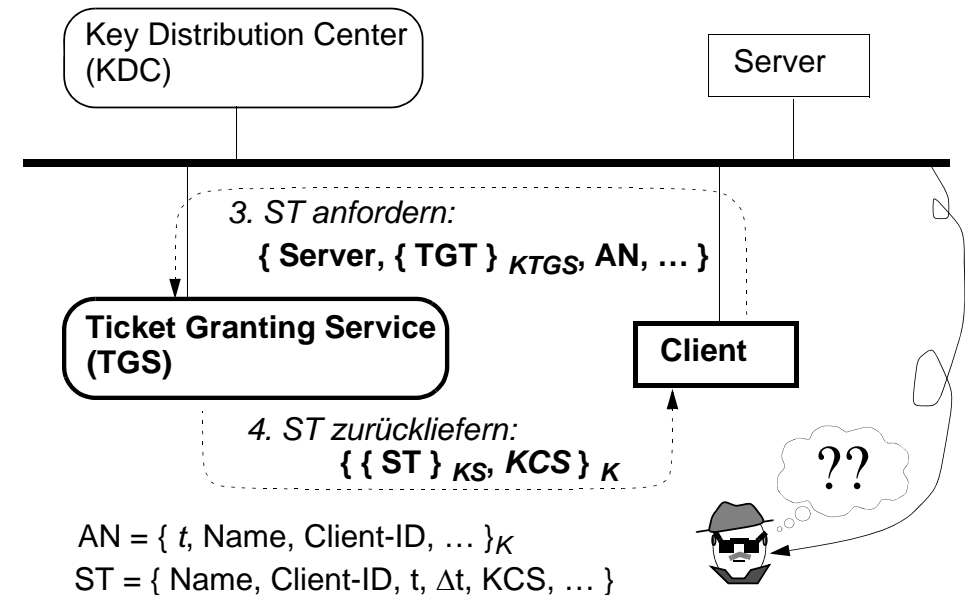 Key Distribution Center
(KDC)
Server
3. ST anfordern:
{ Server, { TGT } KTGS, AN, … }
Ticket Granting Service
(TGS)
Client
4. ST zurückliefern:
{ { ST } KS, KCS } K
??
AN = { t, Name, Client-ID, … }K
ST = { Name, Client-ID, t, Δt, KCS, … }